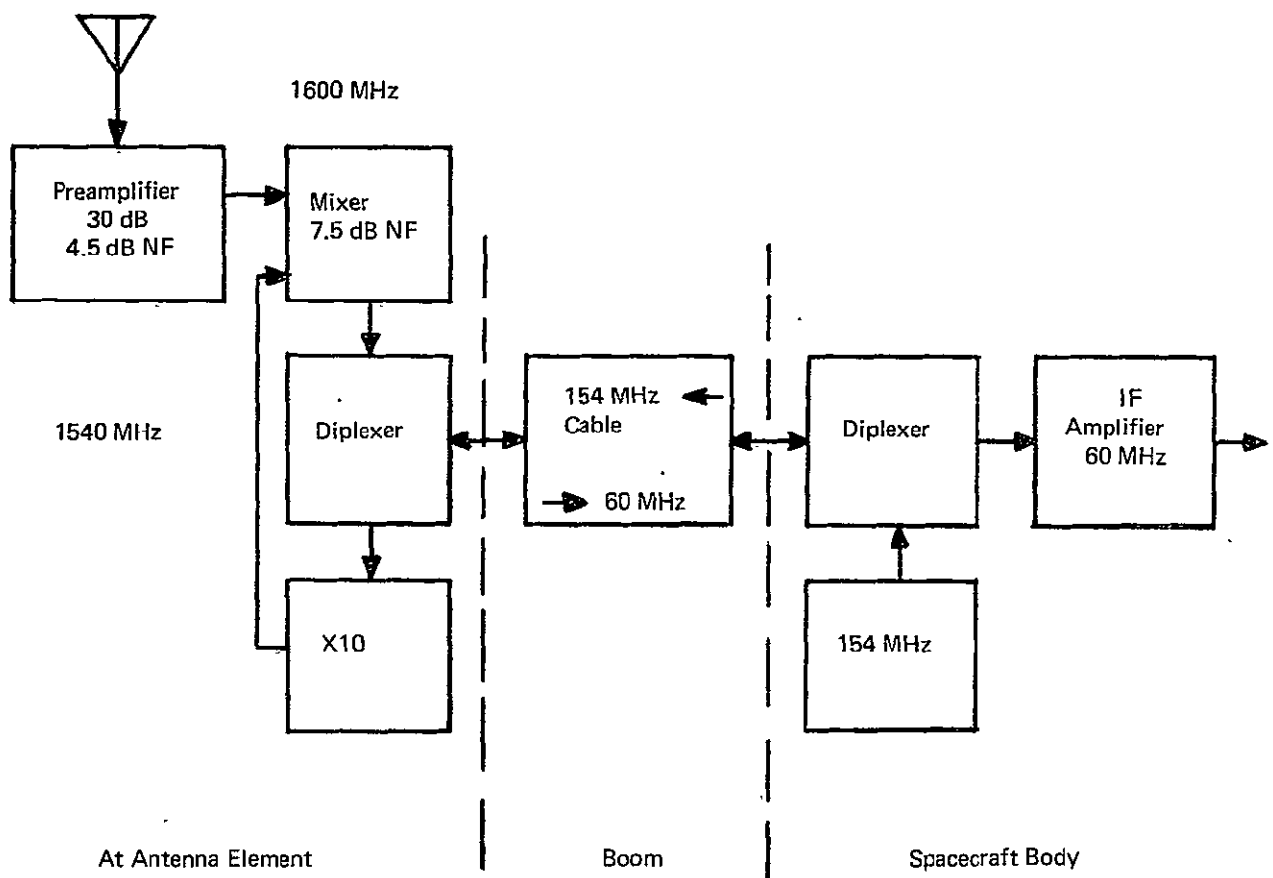 1600 MHz
Preamplifier
30 dB
4.5 dB NF
Mixer
7.5 dB NF
1540 MHz
Diplexer
154 MHz
Cable
60 MHz
Diplexer
IF
Amplifier
60 MHz
X10
154 MHz
At Antenna Element
Boom
Spacecraft Body